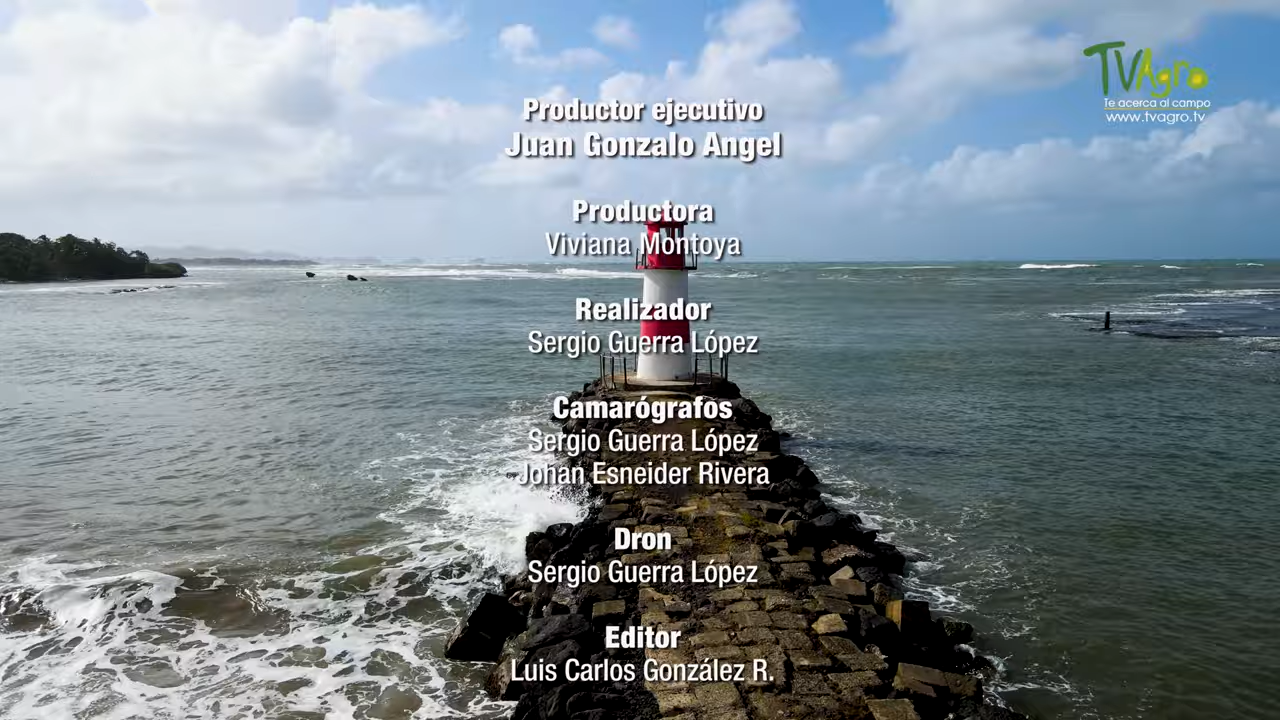 TVAgro
Te acerca al campo
www.tvagro.tv
Productor ejecutivo
Juan Gonzalo Angel
Productora
Viviana Montoya
Realizador
Sergio Guerra López
Camarógrafos
Sergio Guerra López
Johan Esneider Rivera
Dron
Sergio Guerra López
Editor
Luis Carlos González R.